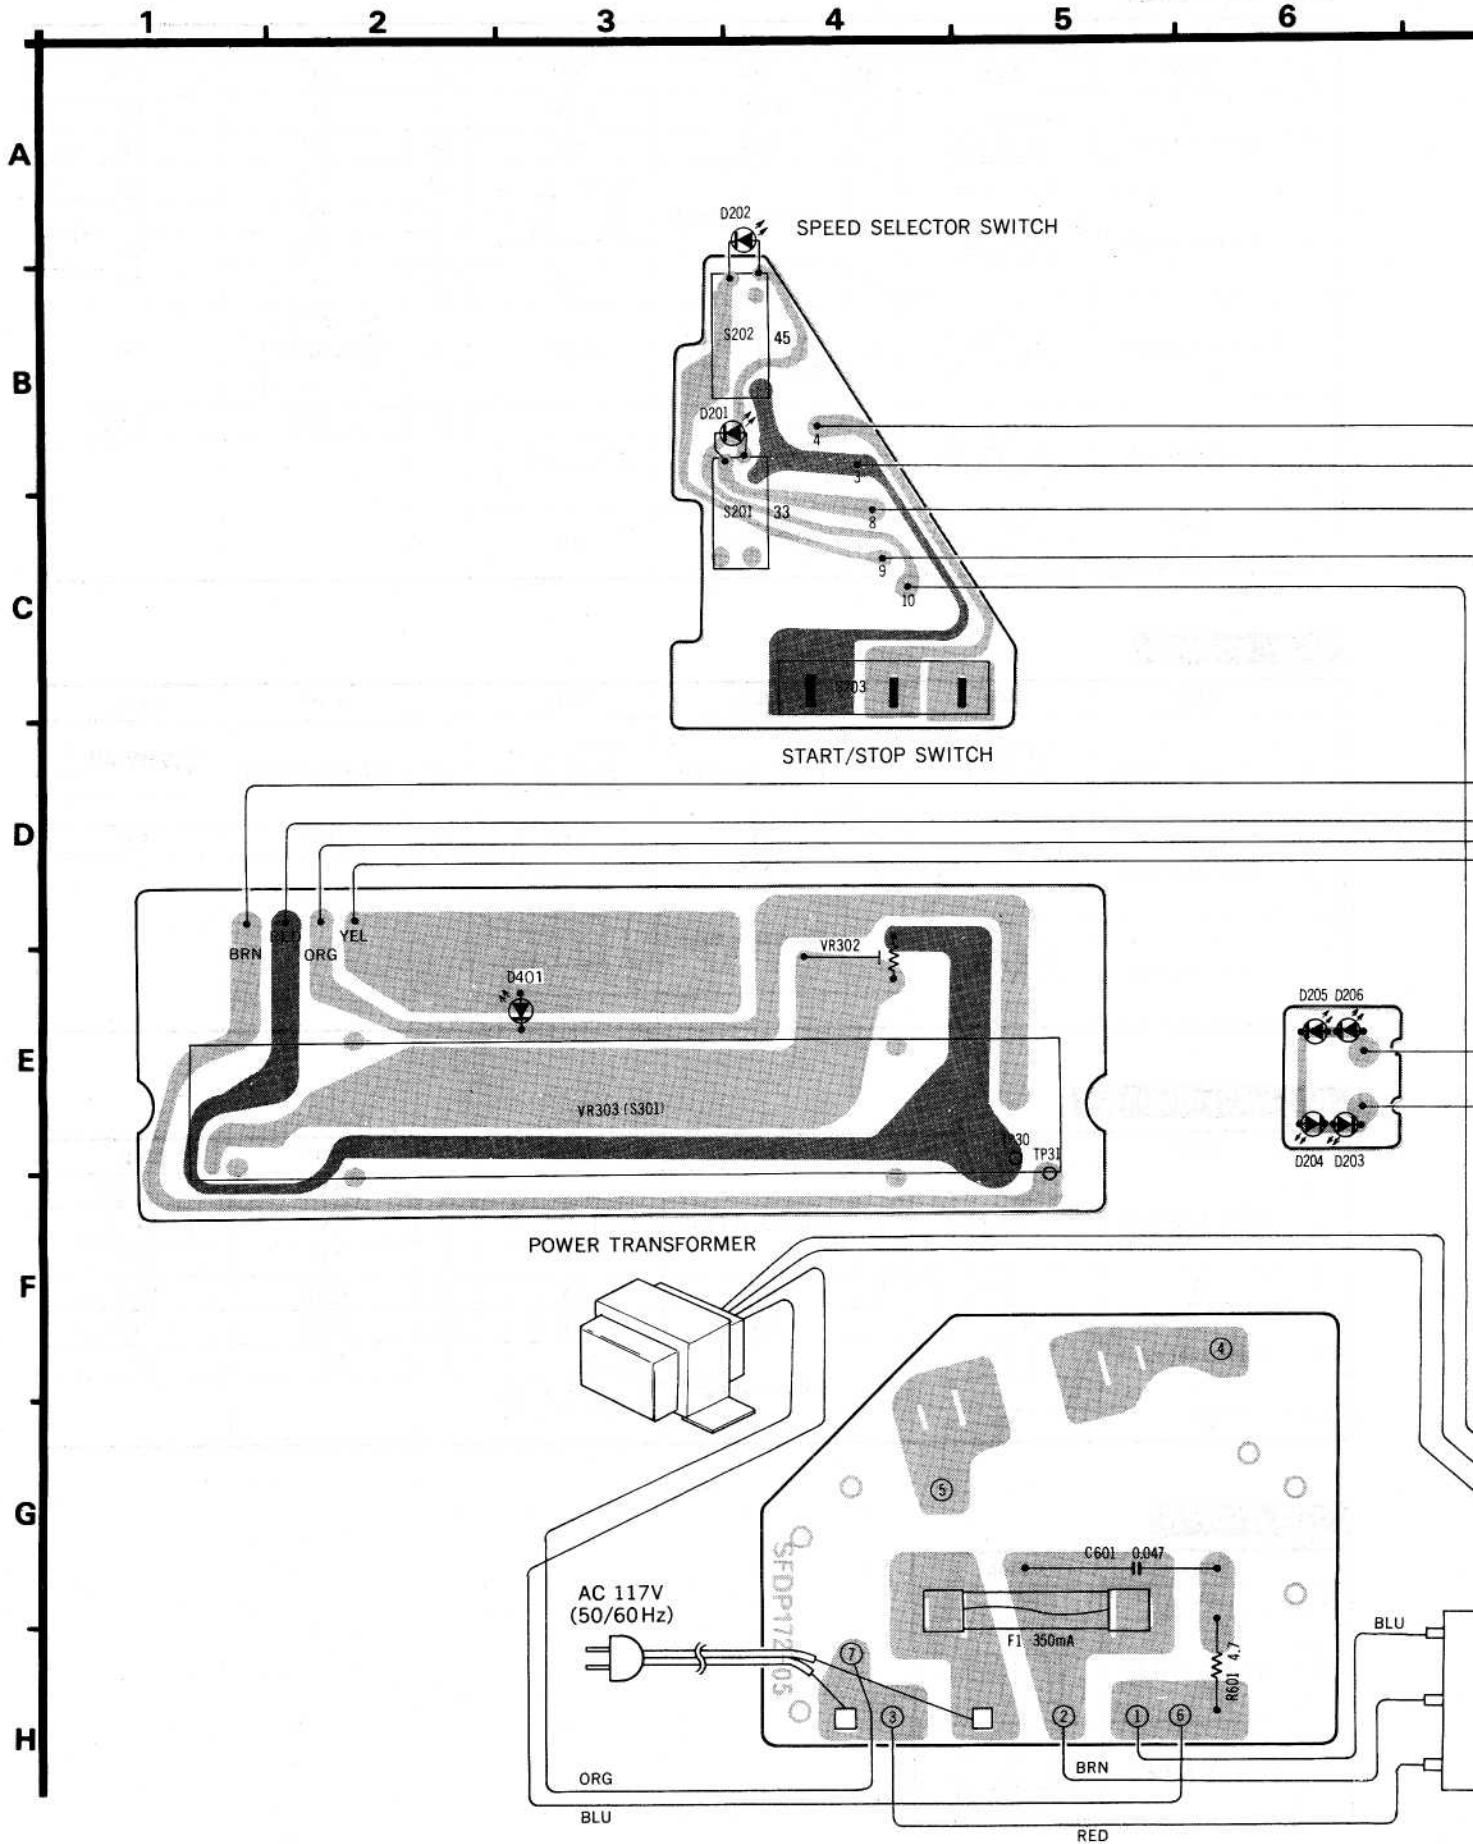 1 2 3 4 5 6
A
D202
SPEED SELECTOR SWITCH
S202 45
B
D201
4
3
S201 33
8
9
10
C
S203
START/STOP SWITCH
D
BRN RED ORG YEL
VR302
D401
D205 D206
E
VR303 (S301)
TP30
TP31
D204 D203
POWER TRANSFORMER
F
4
5
G
C601 0.047
AC 117V
(50/60Hz)
F1 350mA
BLU
R601 4.7
7
3 2 1 6
H
BRN
ORG
BLU
RED